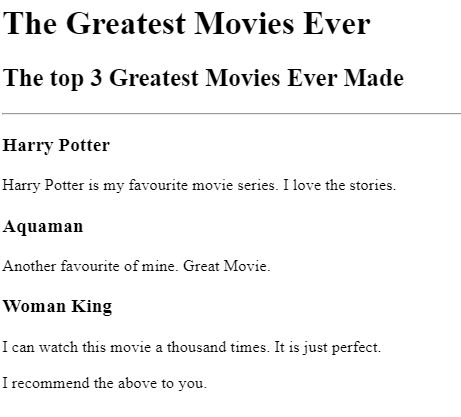 The Greatest Movies Ever
The top 3 Greatest Movies Ever Made
Harry Potter
Harry Potter is my favourite movie series. I love the stories.
Aquaman
Another favourite of mine. Great Movie.
Woman King
I can watch this movie a thousand times. It is just perfect.
I recommend the above to you.